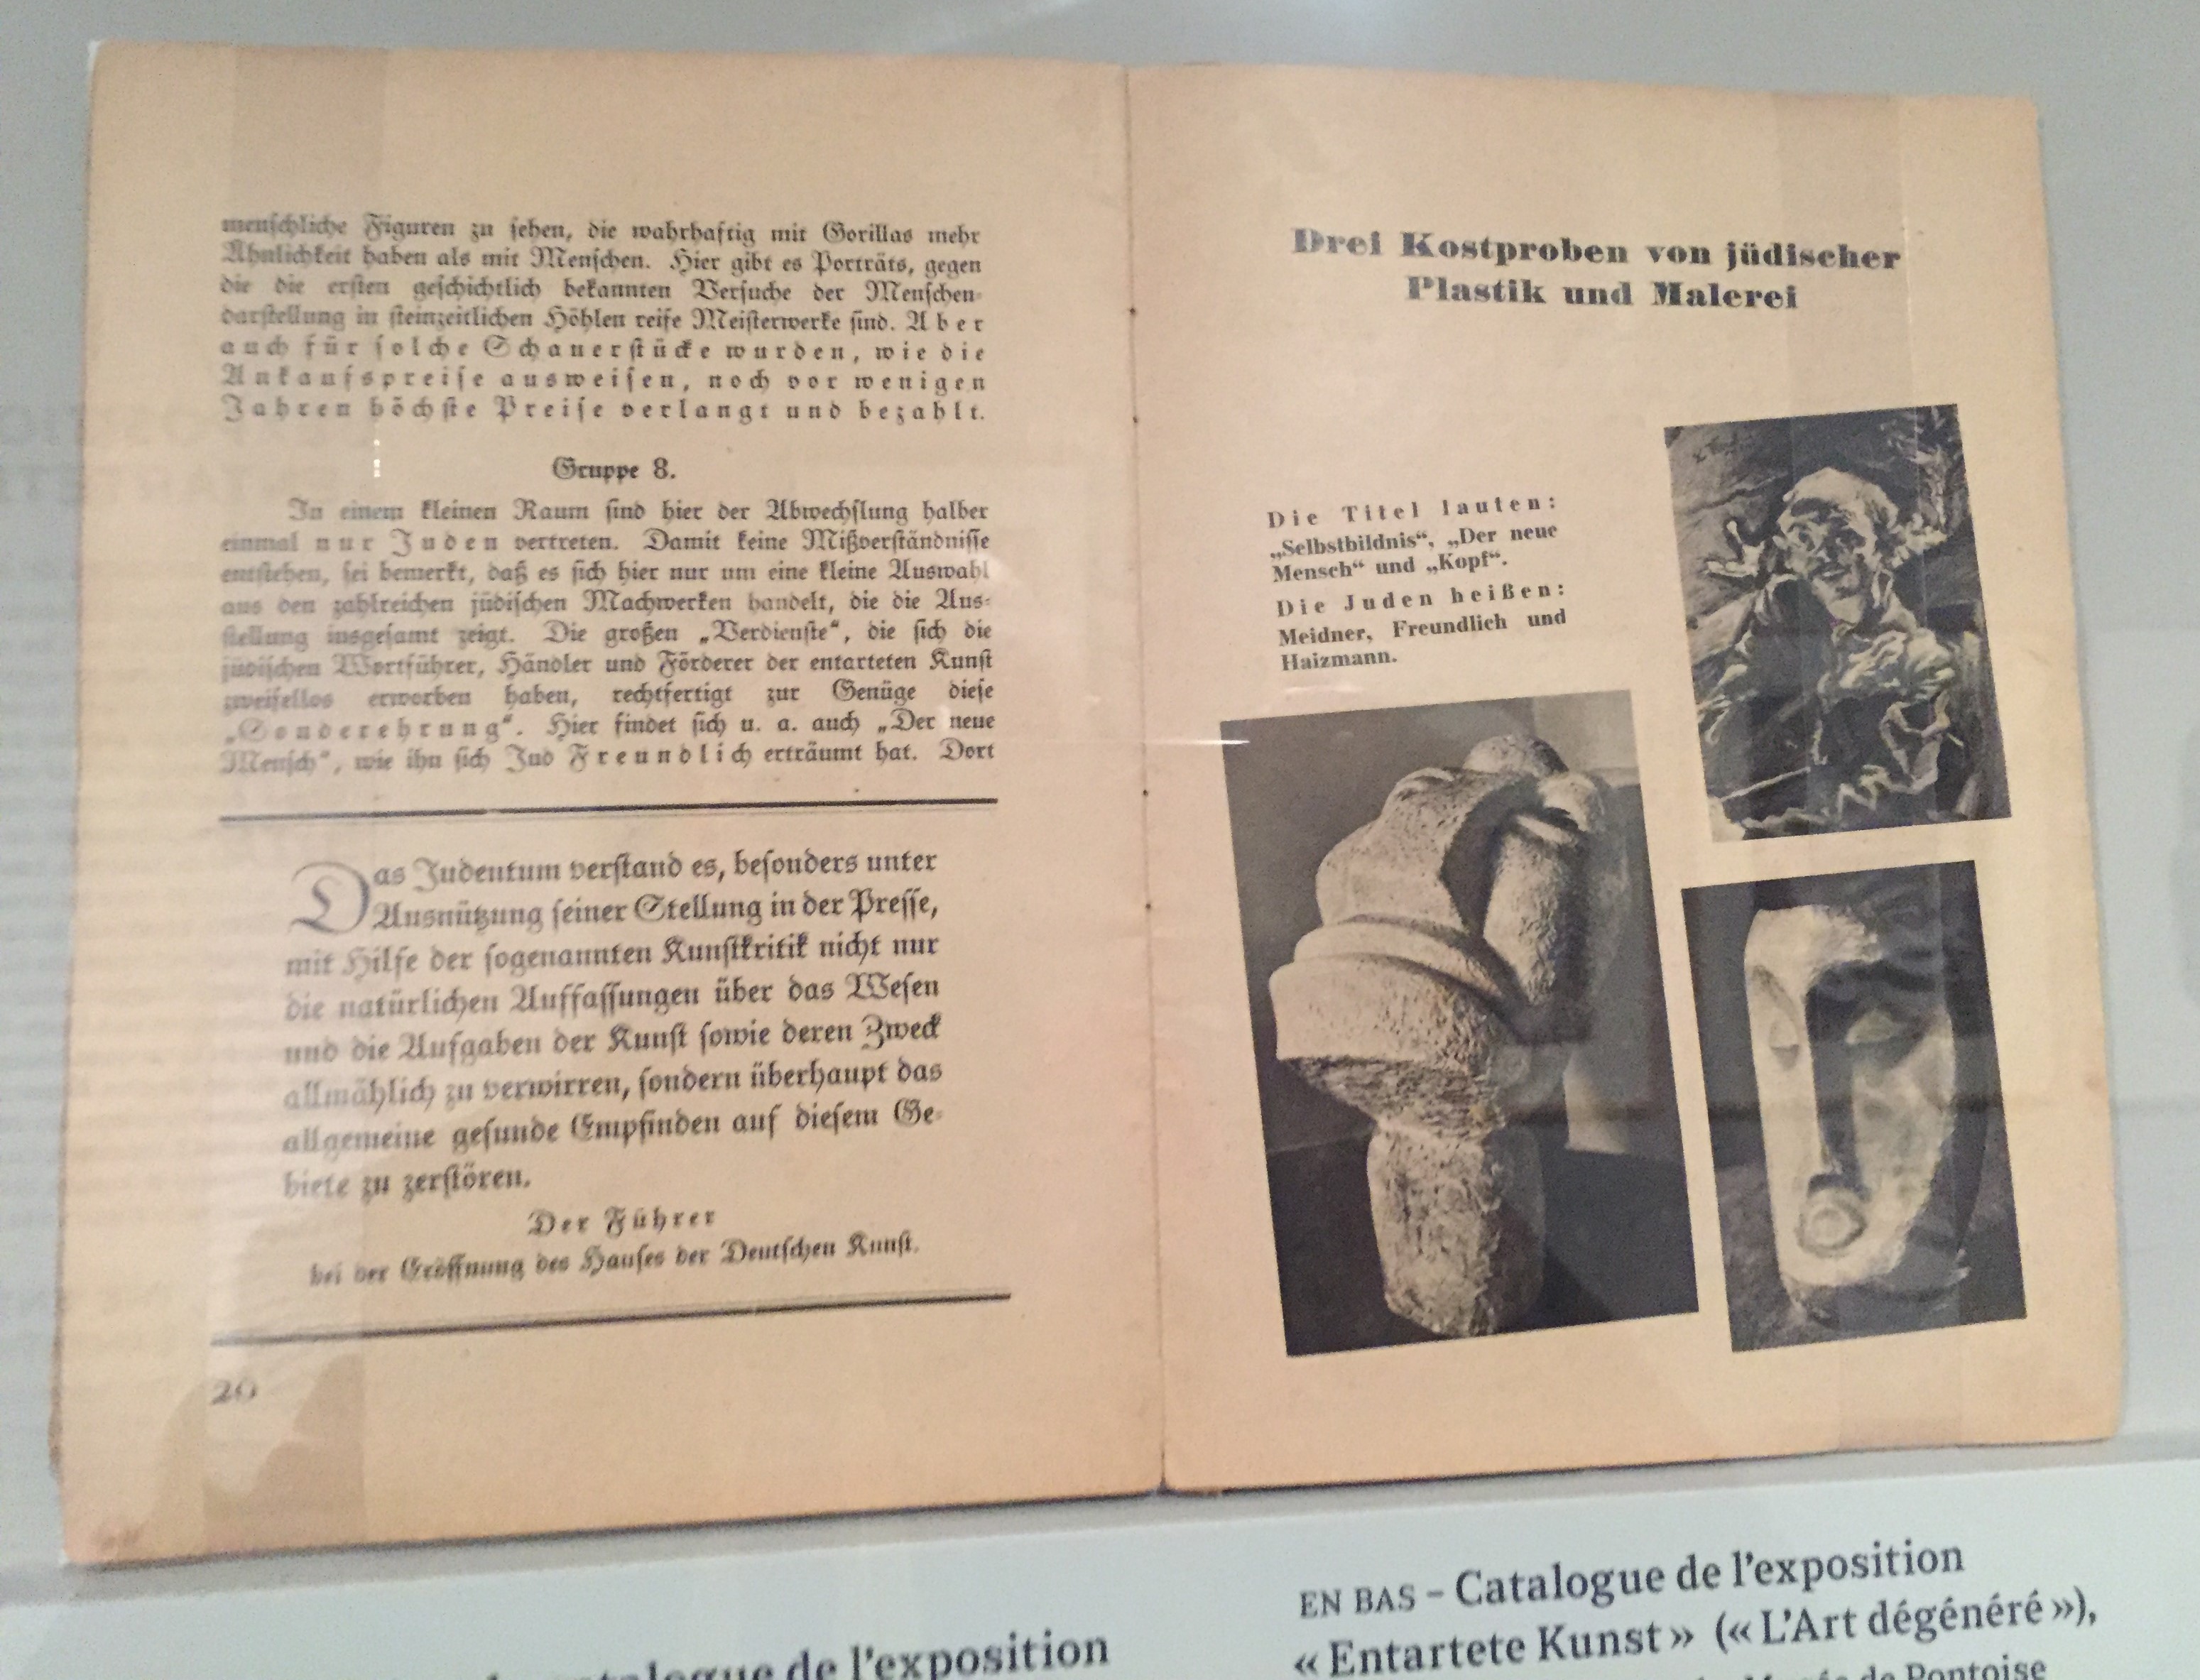 menschliche Figuren zu sehen, die wahrhaftig mit Gorillas mehr
Ähnlichkeit haben als mit Menschen. Hier gibt es Porträts, gegen
die die ersten geschichtlich bekannten Versuche der Menschen-
darstellung in steinzeitlichen Höhlen reife Meisterwerke sind. Aber
auch für solche Schauerstücke wurden, wie die
Ankaufspreise ausweisen, noch vor wenigen
Jahren höchste Preise verlangt und bezahlt.
Gruppe 8.
In einem kleinen Raum sind hier der Abwechslung halber
einmal nur Juden vertreten. Damit keine Mißverständnisse
entstehen, sei bemerkt, daß es sich hier nur um eine kleine Auswahl
aus den zahlreichen jüdischen Machwerken handelt, die die Aus-
stellung insgesamt zeigt. Die großen „Verdienste“, die sich die
jüdischen Wortführer, Händler und Förderer der entarteten Kunst
zweifellos erworben haben, rechtfertigt zur Genüge diese
„Sonderehrung“. Hier findet sich u. a. auch „Der neue
Mensch“, wie ihn sich Jud Freundlich erträumt hat. Dort
Das Judentum verstand es, besonders unter
Ausnützung seiner Stellung in der Presse,
mit Hilfe der sogenannten Kunstkritik nicht nur
die natürlichen Auffassungen über das Wesen
und die Aufgaben der Kunst sowie deren Zweck
allmählich zu verwirren, sondern überhaupt das
allgemeine gesunde Empfinden auf diesem Ge-
biete zu zerstören.
Der Führer
bei der Eröffnung des Hauses der Deutschen Kunst.
20
Drei Kostproben von jüdischer
Plastik und Malerei
Die Titel lauten:
„Selbstbildnis“, „Der neue
Mensch“ und „Kopf“.
Die Juden heißen:
Meidner, Freundlich und
Haizmann.
EN BAS – Catalogue de l'exposition
« Entartete Kunst » (« L'Art dégénéré »),
Musée de Pontoise
catalogue de l'exposition